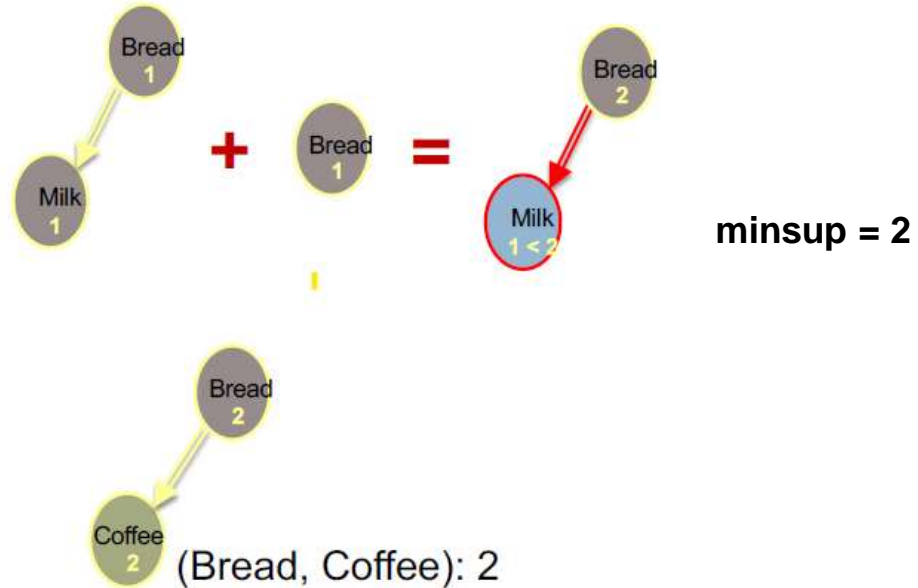 Bread
1
Milk
1
+
Bread
1
=
Bread
2
Milk
1 < 2
minsup = 2
Bread
2
Coffee
2
(Bread, Coffee): 2